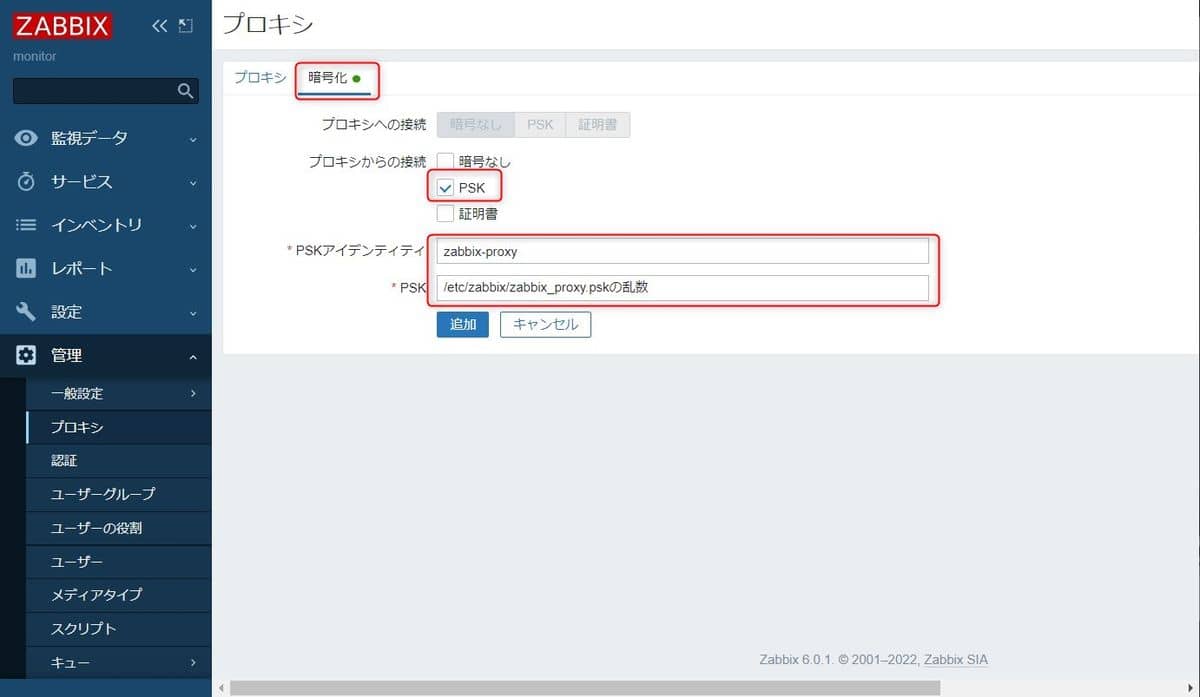 ZABBIX
monitor
監視データ
サービス
インベントリ
レポート
設定
管理
一般設定
プロキシ
認証
ユーザーグループ
ユーザーの役割
ユーザー
メディアタイプ
スクリプト
キュー
プロキシ
プロキシ 暗号化
プロキシへの接続 暗号なし PSK 証明書
プロキシからの接続 暗号なし
PSK
証明書
* PSKアイデンティティ zabbix-proxy
* PSK /etc/zabbix/zabbix_proxy.pskの乱数
追加 キャンセル
Zabbix 6.0.1. © 2001–2022, Zabbix SIA